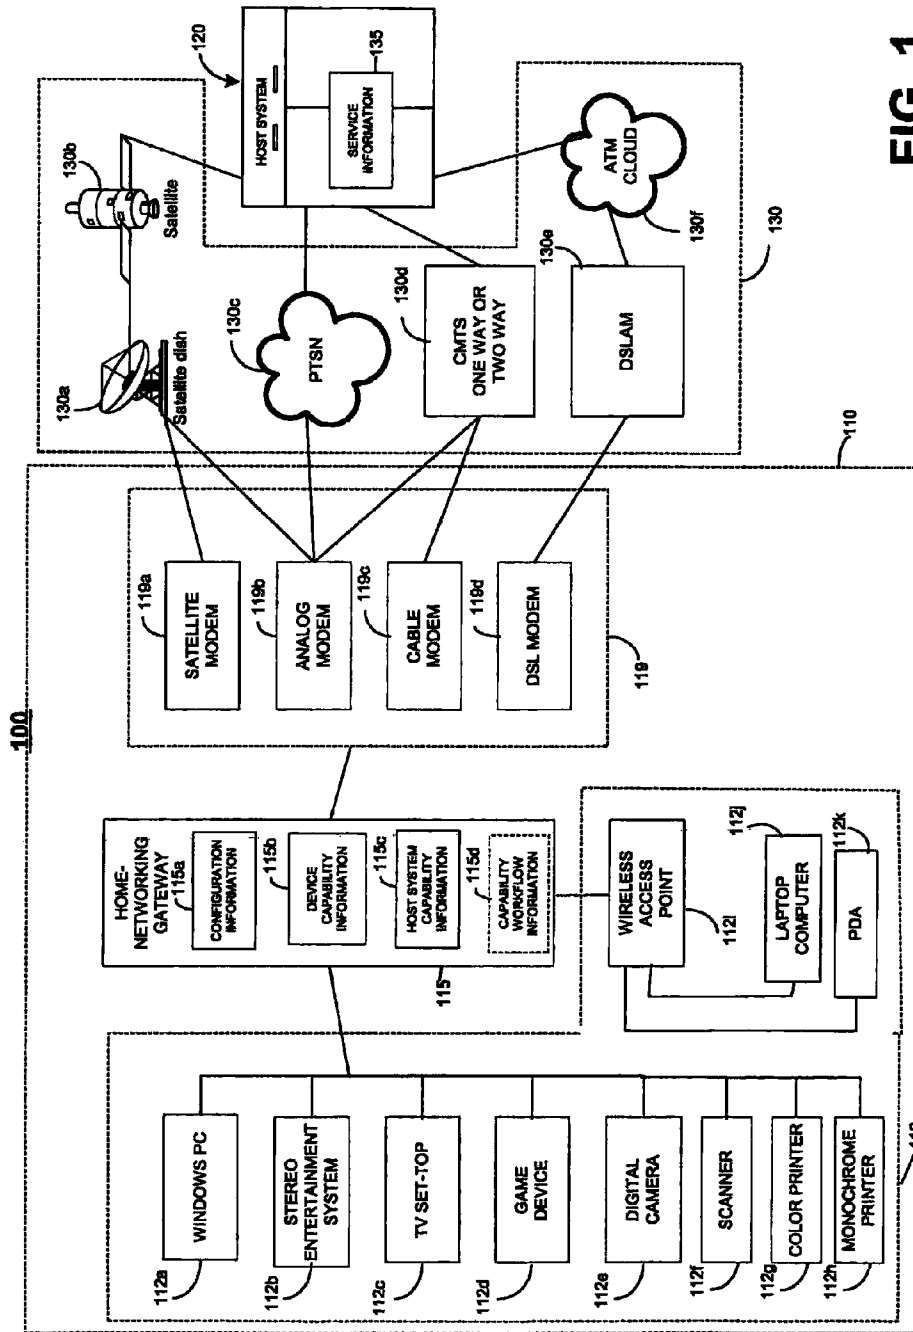 100
120
HOST SYSTEM
135
SERVICE
INFORMATION
130b
Satellite
130a
Satellite dish
130c
PTSN
130d
CMTS
ONE WAY OR
TWO WAY
130e
DSLAM
ATM
CLOUD
130f
130
110
119a
SATELLITE
MODEM
119b
ANALOG
MODEM
119c
CABLE
MODEM
119d
DSL MODEM
119
HOME-
NETWORKING
GATEWAY
115a
CONFIGURATION
INFORMATION
115b
DEVICE
CAPABILITY
INFORMATION
115c
HOST SYSTEM
CAPABILITY
INFORMATION
115d
CAPABILITY
WORKFLOW
INFORMATION
115
WIRELESS
ACCESS
POINT
112i
112j
LAPTOP
COMPUTER
112k
PDA
WINDOWS PC
112a
STEREO
ENTERTAINMENT
SYSTEM
112b
TV SET-TOP
112c
GAME
DEVICE
112d
DIGITAL
CAMERA
112e
SCANNER
112f
COLOR PRINTER
112g
MONOCHROME
PRINTER
112h
FIG. 1